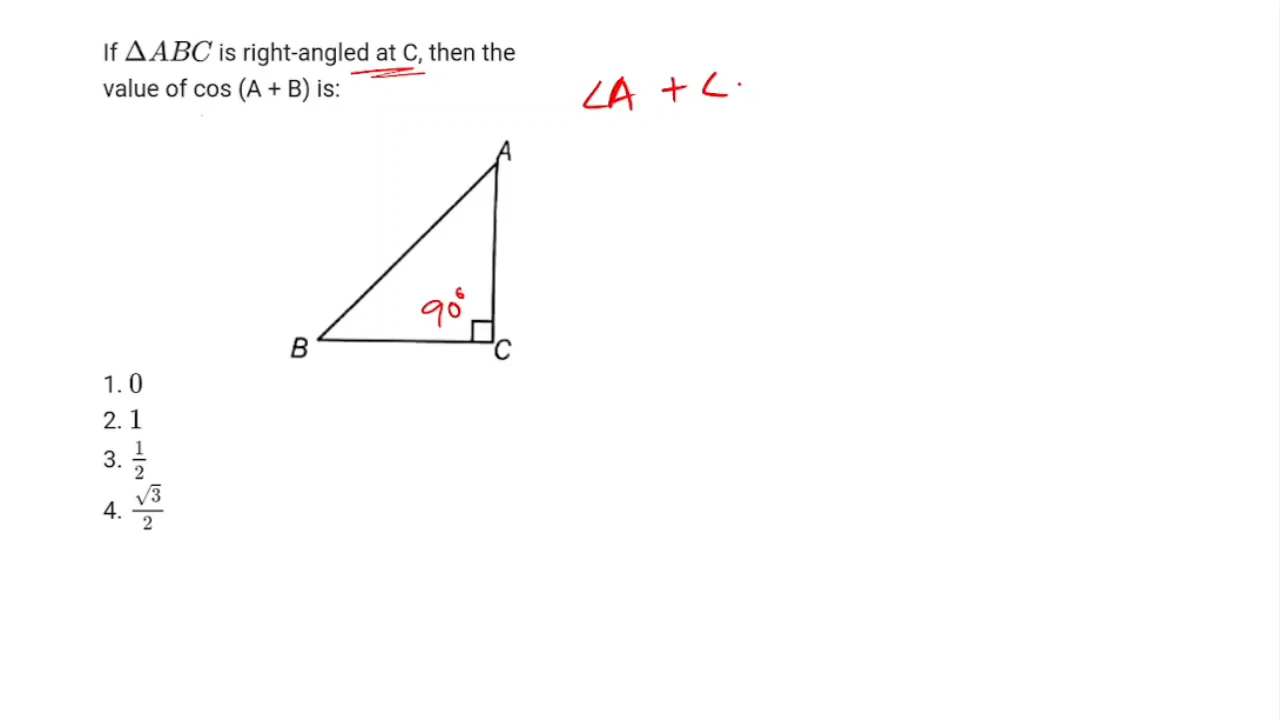 If ΔABC is right-angled at C, then the
value of cos (A + B) is:
∠A + ∠
A
90°
B
C
1. 0
2. 1
3. 1/2
4. √3/2